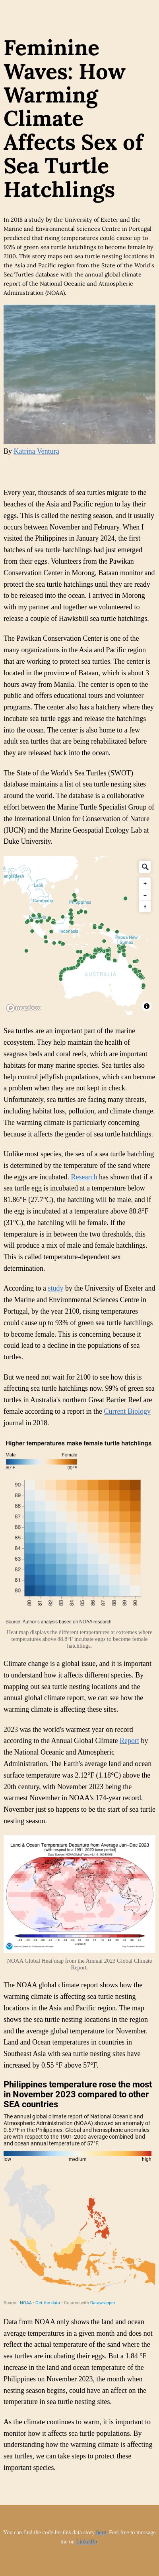 Feminine
Waves: How
Warming
Climate
Affects Sex of
Sea Turtle
Hatchlings
In 2018 a study by the University of Exeter and the
Marine and Environmental Sciences Centre in Portugal
predicted that rising temperatures could cause up to
93% of green sea turtle hatchlings to become female by
2100. This story maps out sea turtle nesting locations in
the Asia and Pacific region from the State of the World's
Sea Turtles database with the annual global climate
report of the National Oceanic and Atmospheric
Administration (NOAA).
By Katrina Ventura
Every year, thousands of sea turtles migrate to the
beaches of the Asia and Pacific region to lay their
eggs. This is called the nesting season, and it usually
occurs between November and February. When I
visited the Philippines in January 2024, the first
batches of sea turtle hatchlings had just emerged
from their eggs. Volunteers from the Pawikan
Conservation Center in Morong, Bataan monitor and
protect the sea turtle hatchlings until they are ready
to be released into the ocean. I arrived in Morong
at sunrise, and together we volunteered to
release a couple of Hawksbill sea turtle hatchlings.
The Pawikan Conservation Center is one of the
many organizations in the Asia and Pacific region
that are working to protect sea turtles. The center is
located in the province of Bataan, which is about 3
hours away from Manila. The center is open to the
public and offers educational tours and volunteer
programs. The center also has a hatchery where they
incubate sea turtle eggs and release the hatchlings
into the ocean. The center is also home to a few
adult sea turtles that are being rehabilitated before
they are released back into the ocean.
The State of the World's Sea Turtles (SWOT)
database maintains a list of sea turtle nesting sites
around the world. The database is a collaboration
effort between the Marine Turtle Specialist Group of
the International Union for Conservation of Nature
(IUCN) and the Marine Geospatial Ecology Lab at
Duke University.
Laos
Cambodia
Philippines
Indonesia
Papua New
Guinea
AUSTRALIA
mapbox
Sea turtles are an important part of the marine
ecosystem. They help maintain the health of
seagrass beds and coral reefs, which are important
habitats for many marine species. Sea turtles also
help control jellyfish populations, which can become
a problem when they are not kept in check.
Unfortunately, sea turtles are facing many threats,
including habitat loss, pollution, and climate change.
The warming climate is particularly concerning
because it affects the gender of sea turtle hatchlings.
Unlike most species, the sex of a sea turtle hatchling
is determined by the temperature of the sand where
the eggs are incubated. Research has shown that if a
sea turtle egg is incubated at a temperature below
81.86°F (27.7°C), the hatchling will be male, and if
the egg is incubated at a temperature above 88.8°F
(31°C), the hatchling will be female. If the
temperature is in between the two thresholds, this
will produce a mix of male and female hatchlings.
This is called temperature-dependent sex
determination.
According to a study by the University of Exeter and
the Marine and Environmental Sciences Centre in
Portugal, by the year 2100, rising temperatures
could cause up to 93% of green sea turtle hatchlings
to become female. This is concerning because it
could lead to a decline in the populations of sea
turtles.
But we need not wait for 2100 to see how this is
affecting sea turtle hatchlings now. 99% of green sea
turtles in Australia's northern Great Barrier Reef are
female according to a report in the Current Biology
journal in 2018.
Higher temperatures make female turtle hatchlings
Male Female
80°F 90°F
90
89
88
87
86
85
84
83
82
81
80
80 81 82 83 84 85 86 87 88 89 90
Source: Author's analysis based on NOAA research
Heat map displays the different temperatures at extremes where
temperatures above 88.8°F incubate eggs to become female
hatchlings.
Climate change is a global issue, and it is important
to understand how it affects different species. By
mapping out sea turtle nesting locations and the
annual global climate report, we can see how the
warming climate is affecting these sites.
2023 was the world's warmest year on record
according to the Annual Global Climate Report by
the National Oceanic and Atmospheric
Administration. The Earth's average land and ocean
surface temperature was 2.12°F (1.18°C) above the
20th century, with November 2023 being the
warmest November in NOAA's 174-year record.
November just so happens to be the start of sea turtle
nesting season.
Land & Ocean Temperature Departure from Average Jan-Dec 2023
(with respect to a 1991-2020 base period)
NOAA Global Heat map from the Annual 2023 Global Climate
Report.
The NOAA global climate report shows how the
warming climate is affecting sea turtle nesting
locations in the Asia and Pacific region. The map
shows the sea turtle nesting locations in the region
and the average global temperature for November.
Land and Ocean temperatures in countries in
Southeast Asia with sea turtle nesting sites have
increased by 0.55 °F above 57°F.
Philippines temperature rose the most
in November 2023 compared to other
SEA countries
The annual global climate report of National Oceanic and
Atmospheric Administration (NOAA) showed an anomaly of
0.67°F in the Philippines. Global and hemispheric anomalies
are with respect to the 1901-2000 average combined land
and ocean annual temperature of 57°F.
low medium high
Source: NOAA · Get the data · Created with Datawrapper
Data from NOAA only shows the land and ocean
average temperatures in a given month and does not
reflect the actual temperature of the sand where the
sea turtles are incubating their eggs. But a 1.84 °F
increase in the land and ocean temperature of the
Philippines on November 2023, the month when
nesting season begins, could have an affect on the
temperature in sea turtle nesting sites.
As the climate continues to warm, it is important to
monitor how it affects sea turtle populations. By
understanding how the warming climate is affecting
sea turtles, we can take steps to protect these
important species.
You can find the code for this data story here. Feel free to message
me on LinkedIn.